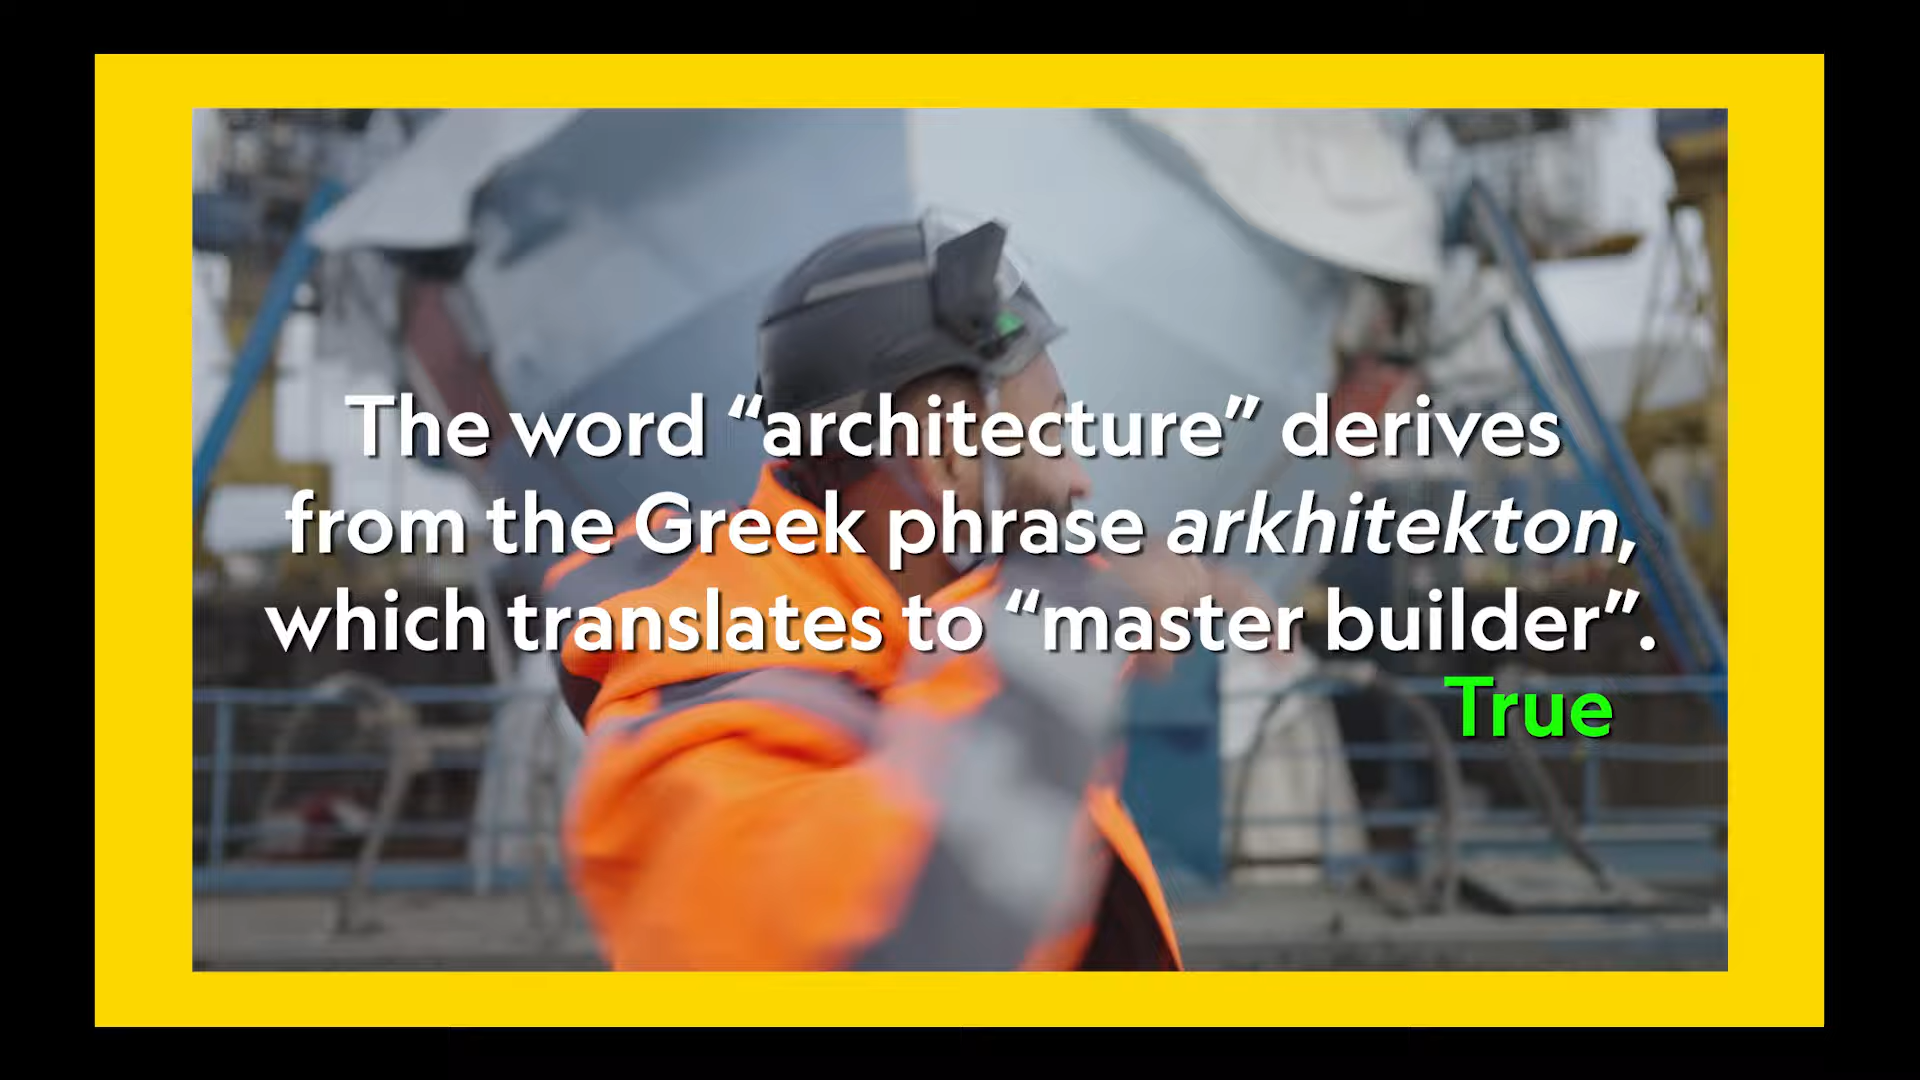 The word “architecture” derives
from the Greek phrase arkhitekton,
which translates to “master builder”.
True